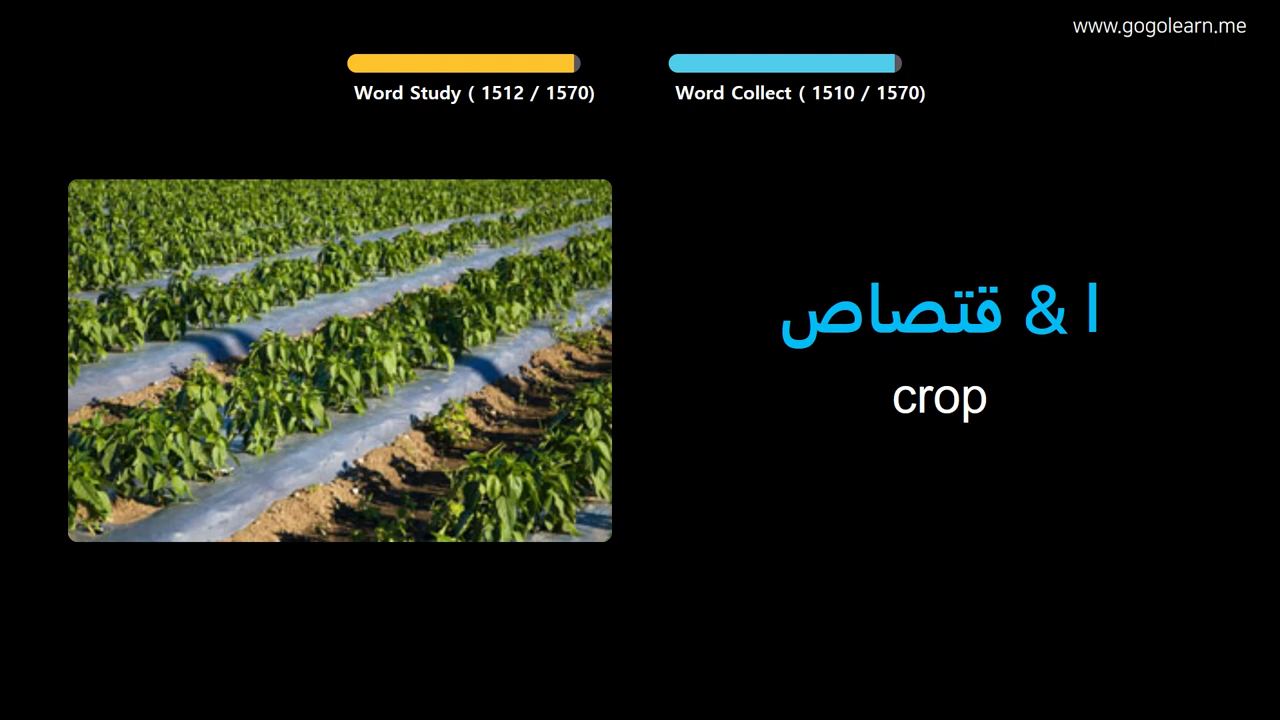 www.gogolearn.me
Word Study ( 1512 / 1570)
Word Collect ( 1510 / 1570)
ا & قتصاص
crop